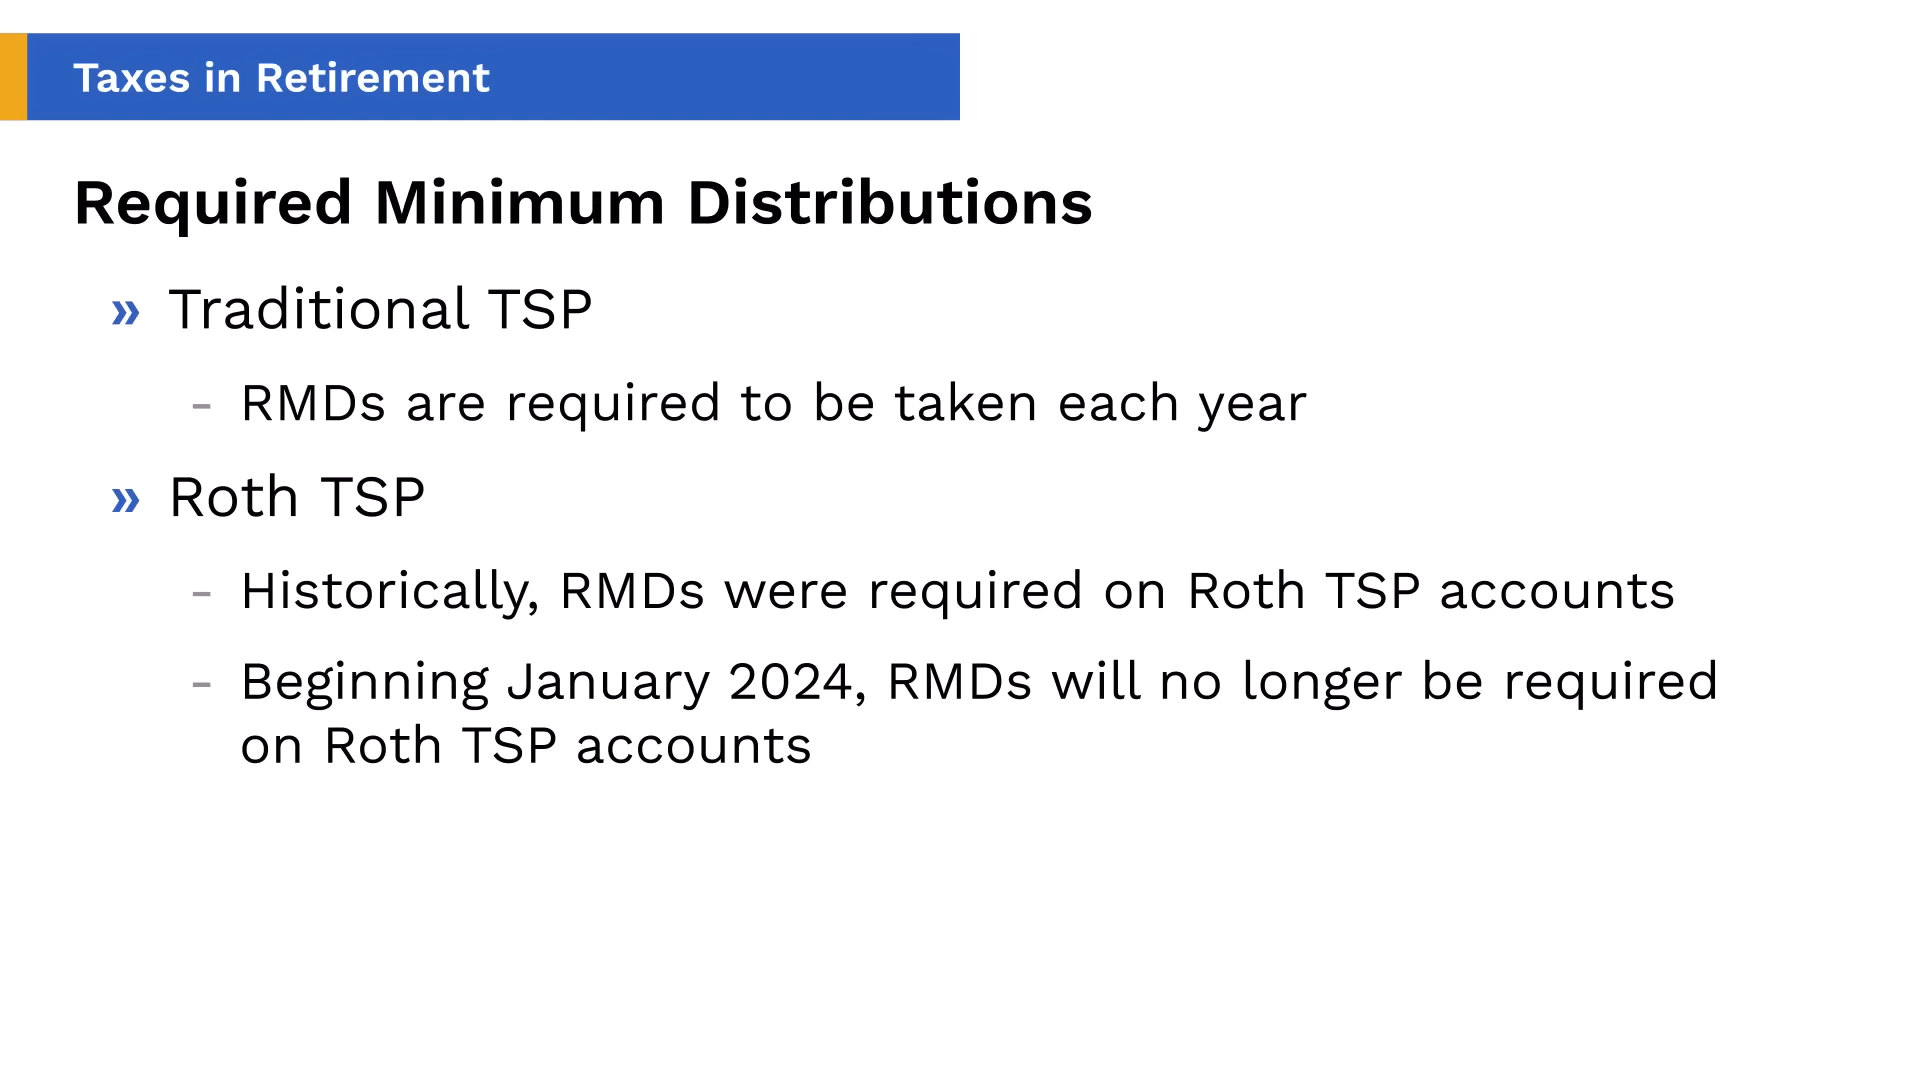 Taxes in Retirement
Required Minimum Distributions
» Traditional TSP
- RMDs are required to be taken each year
» Roth TSP
- Historically, RMDs were required on Roth TSP accounts
- Beginning January 2024, RMDs will no longer be required
on Roth TSP accounts